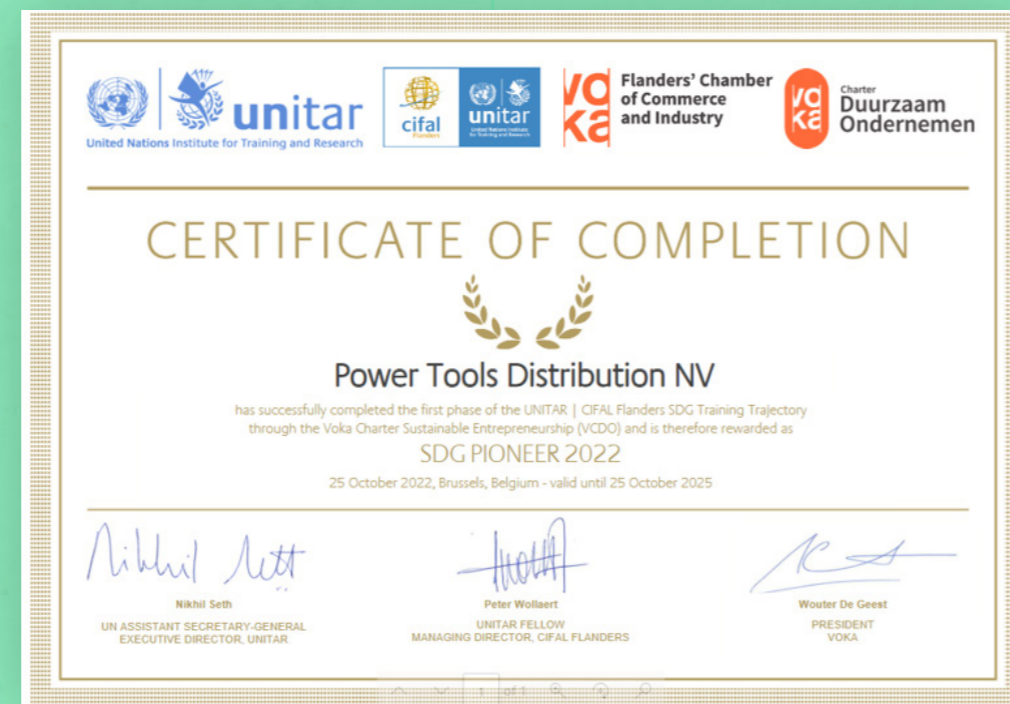 unitar
United Nations Institute for Training and Research
cifal
Flanders
unitar
United Nations Institute
for Training and Research
VOKA
Flanders' Chamber
of Commerce
and Industry
voka
Charter
Duurzaam
Ondernemen
CERTIFICATE OF COMPLETION
Power Tools Distribution NV
has successfully completed the first phase of the UNITAR | CIFAL Flanders SDG Training Trajectory
through the Voka Charter Sustainable Entrepreneurship (VCDO) and is therefore rewarded as
SDG PIONEER 2022
25 October 2022, Brussels, Belgium - valid until 25 October 2025
Nikhil Seth
Nikhil Seth
UN ASSISTANT SECRETARY-GENERAL
EXECUTIVE DIRECTOR, UNITAR
Peter Wollaert
UNITAR FELLOW
MANAGING DIRECTOR, CIFAL FLANDERS
Wouter De Geest
PRESIDENT
VOKA
1 of 1